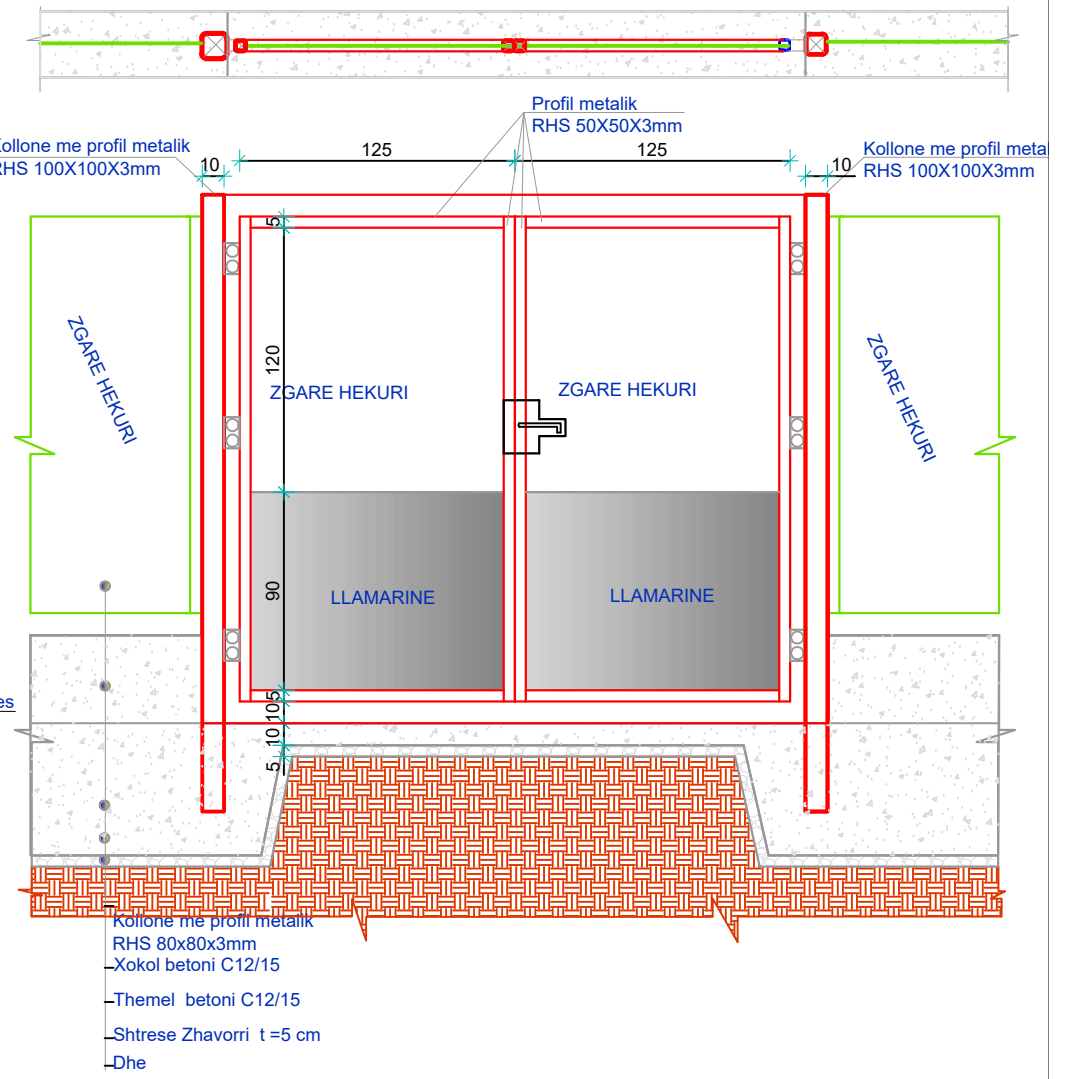 Profil metalik
RHS 50X50X3mm
Kollone me profil metalik
RHS 100X100X3mm
10
125
125
10
Kollone me profil
RHS 100X100X3mm
5
120
ZGARE HEKURI
ZGARE HEKURI
ZGARE HEKURI
ZGARE HEKURI
90
LLAMARINE
LLAMARINE
5
10
10
5
Kollone me profil metalik
RHS 80x80x3mm
Xokol betoni C12/15
Themel betoni C12/15
Shtrese Zhavorri t =5 cm
Dhe